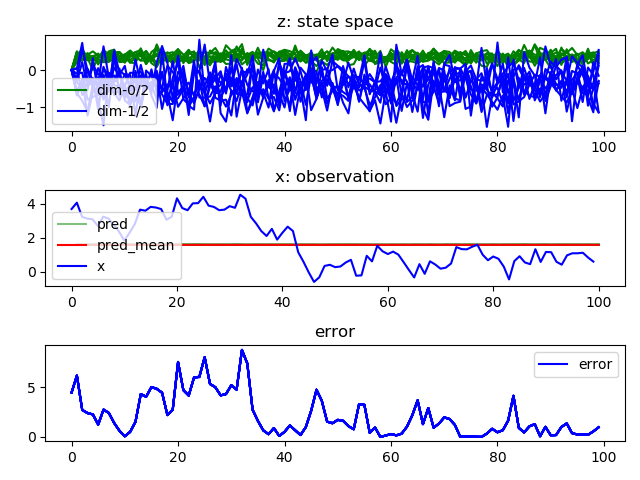 z: state space
0
−1
dim-0/2
dim-1/2
0 20 40 60 80 100
x: observation
4
2
0
pred
pred_mean
x
0 20 40 60 80 100
error
5
0
error
0 20 40 60 80 100